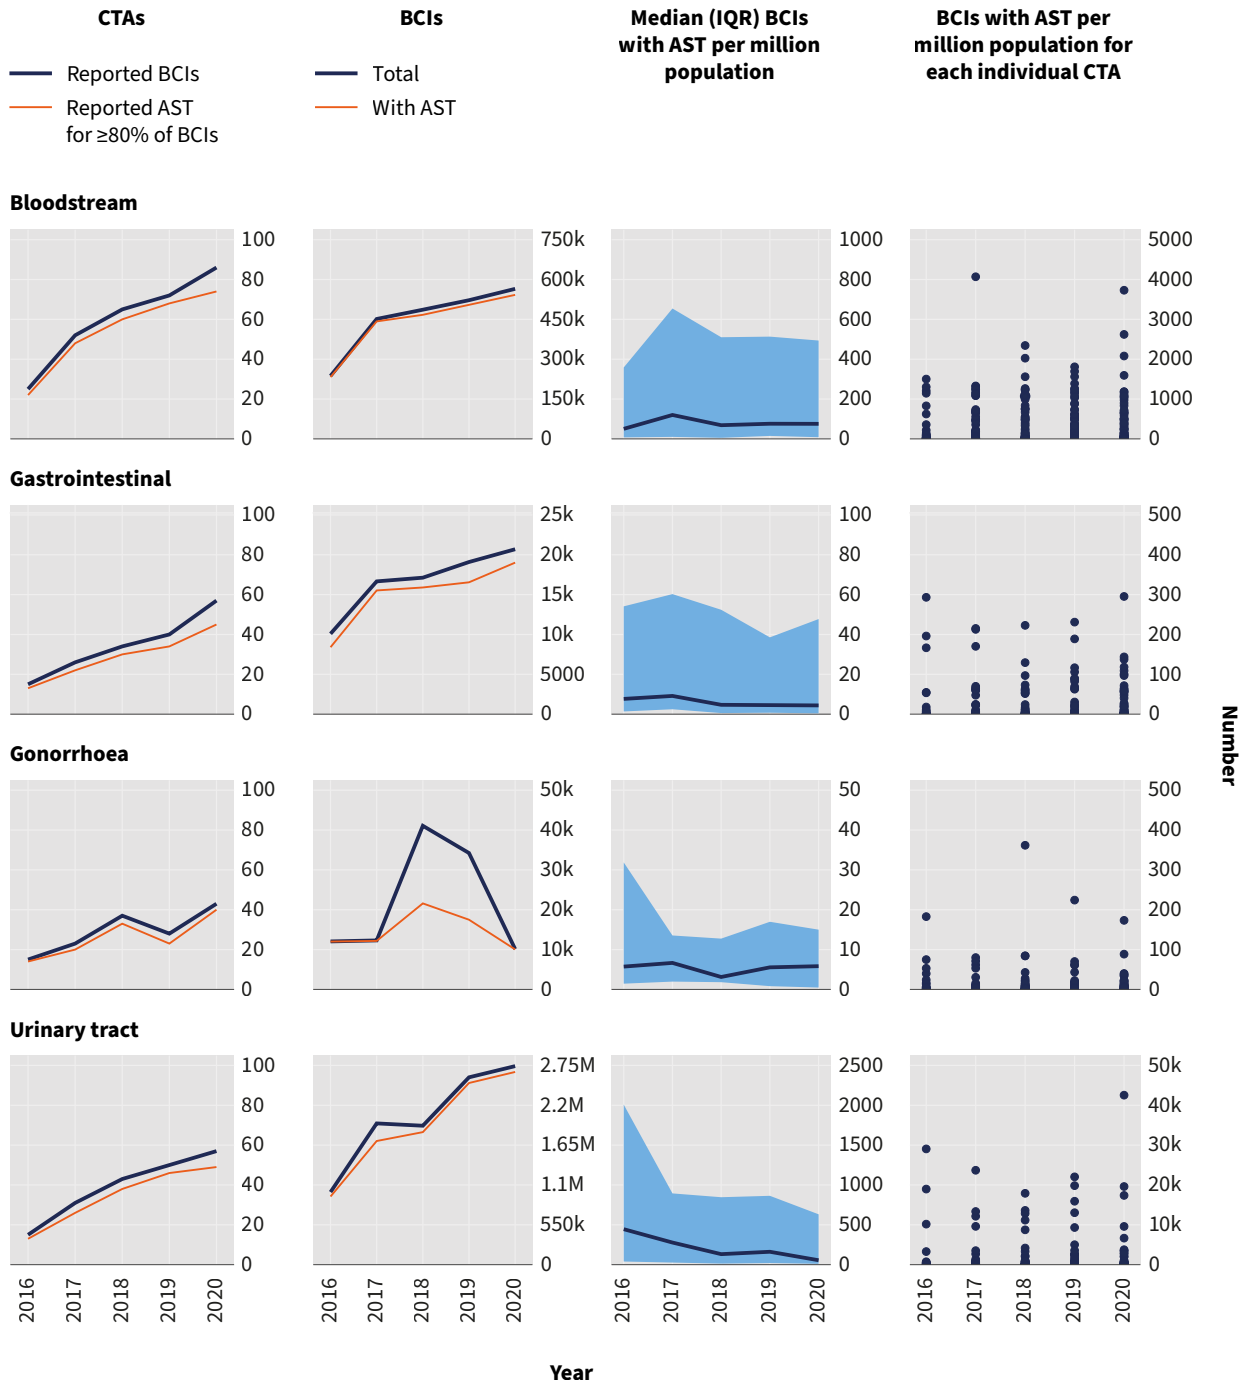 CTAs
Reported BCIs
Reported AST
for ≥80% of BCIs
BCIs
Total
With AST
Median (IQR) BCIs
with AST per million
population
BCIs with AST per
million population for
each individual CTA
Bloodstream
100
80
60
40
20
0
750k
600k
450k
300k
150k
0
1000
800
600
400
200
0
5000
4000
3000
2000
1000
0
Gastrointestinal
100
80
60
40
20
0
25k
20k
15k
10k
5000
0
100
80
60
40
20
0
500
400
300
200
100
0
Gonorrhoea
100
80
60
40
20
0
50k
40k
30k
20k
10k
0
50
40
30
20
10
0
500
400
300
200
100
0
Urinary tract
100
80
60
40
20
0
2.75M
2.2M
1.65M
1.1M
550k
0
2500
2000
1500
1000
500
0
50k
40k
30k
20k
10k
0
2016 2017 2018 2019 2020
2016 2017 2018 2019 2020
2016 2017 2018 2019 2020
2016 2017 2018 2019 2020
Number
Year